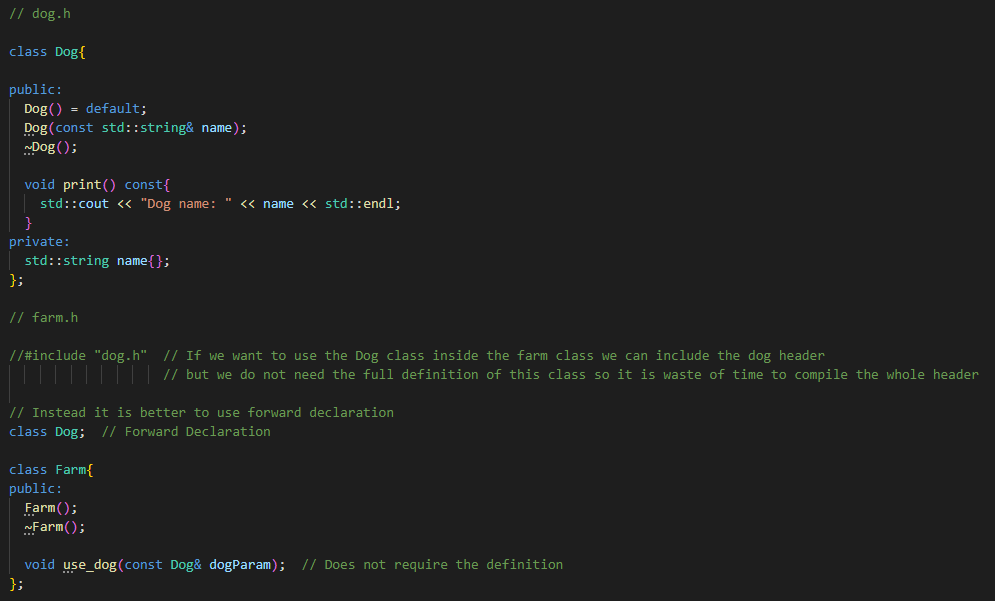 // dog.h
class Dog{
public:
Dog() = default;
Dog(const std::string& name);
~Dog();
void print() const{
std::cout << "Dog name: " << name << std::endl;
}
private:
std::string name{};
};
// farm.h
//#include "dog.h"  // If we want to use the Dog class inside the farm class we can include the dog header
// but we do not need the full definition of this class so it is waste of time to compile the whole header
// Instead it is better to use forward declaration
class Dog;  // Forward Declaration
class Farm{
public:
Farm();
~Farm();
void use_dog(const Dog& dogParam);  // Does not require the definition
};